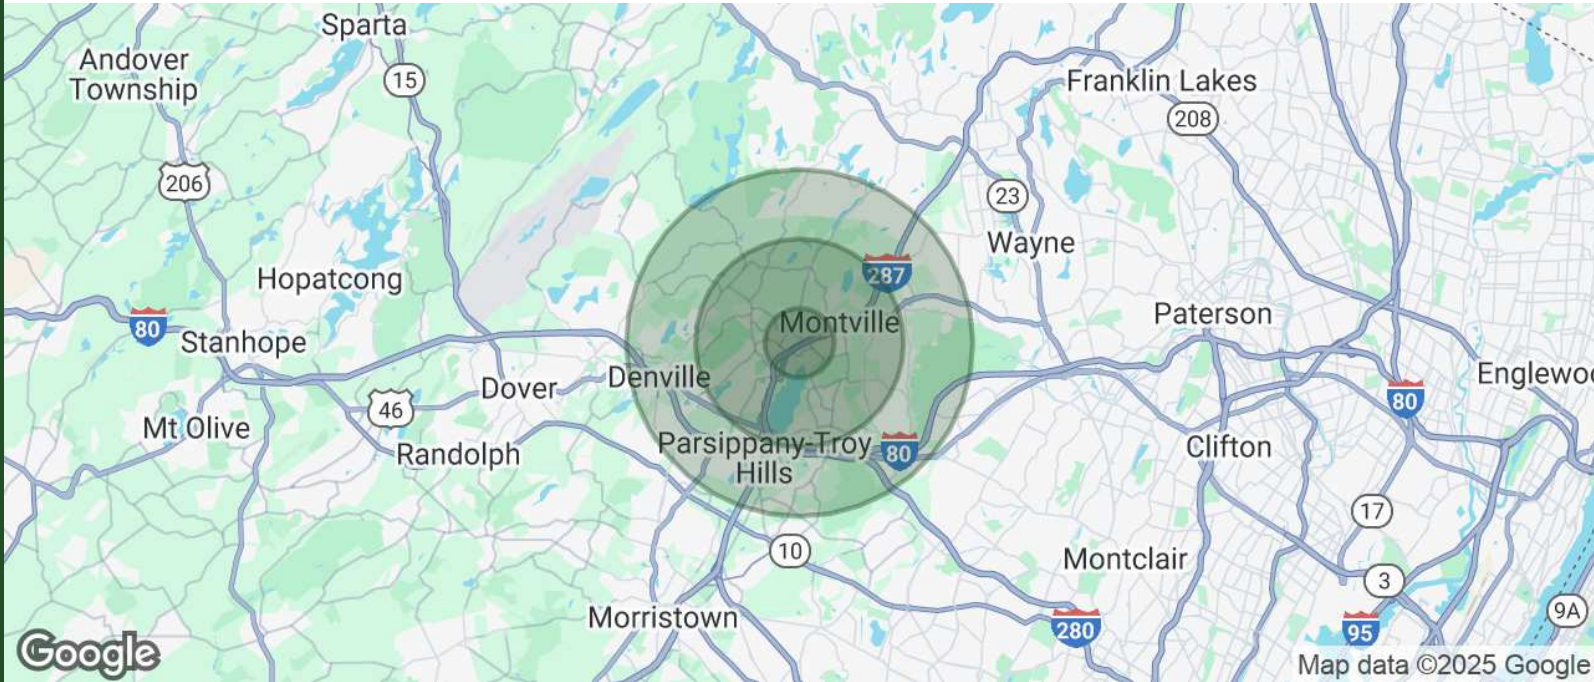 Sparta
Andover
Township
15
Franklin Lakes
208
206
23
Wayne
Hopatcong
287
80
Stanhope
Montville
Paterson
Denville
Dover
Englewoo
80
46
Mt Olive
Randolph
Parsippany-Troy
Hills
80
Clifton
17
10
Montclair
3
Morristown
280
95
9A
Google
Map data ©2025 Google